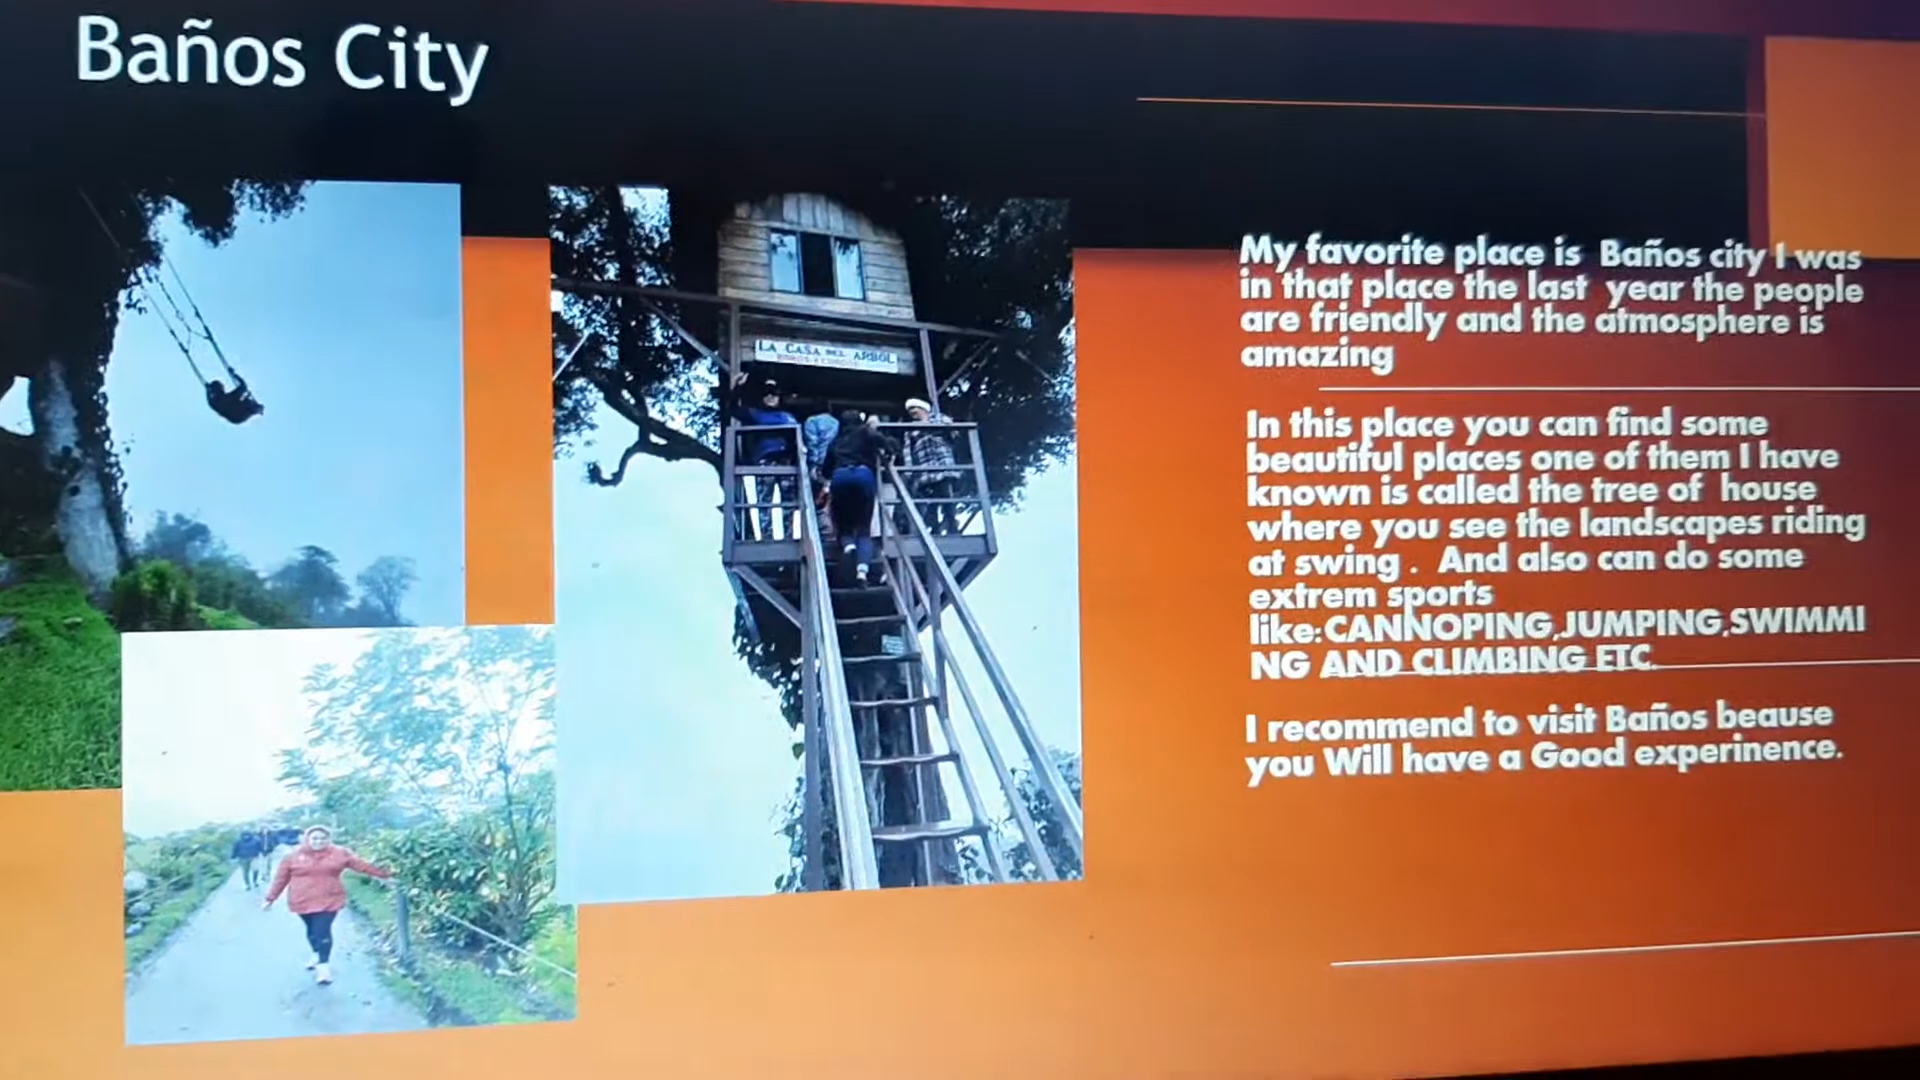 Baños City
LA CASA DEL ARBOL
My favorite place is Baños city I was
in that place the last year the people
are friendly and the atmosphere is
amazing
In this place you can find some
beautiful places one of them I have
known is called the tree of house
where you see the landscapes riding
at swing . And also can do some
extrem sports
like:CANNOPING,JUMPING,SWIMMI
NG AND CLIMBING ETC.
I recommend to visit Baños beause
you Will have a Good experinence.